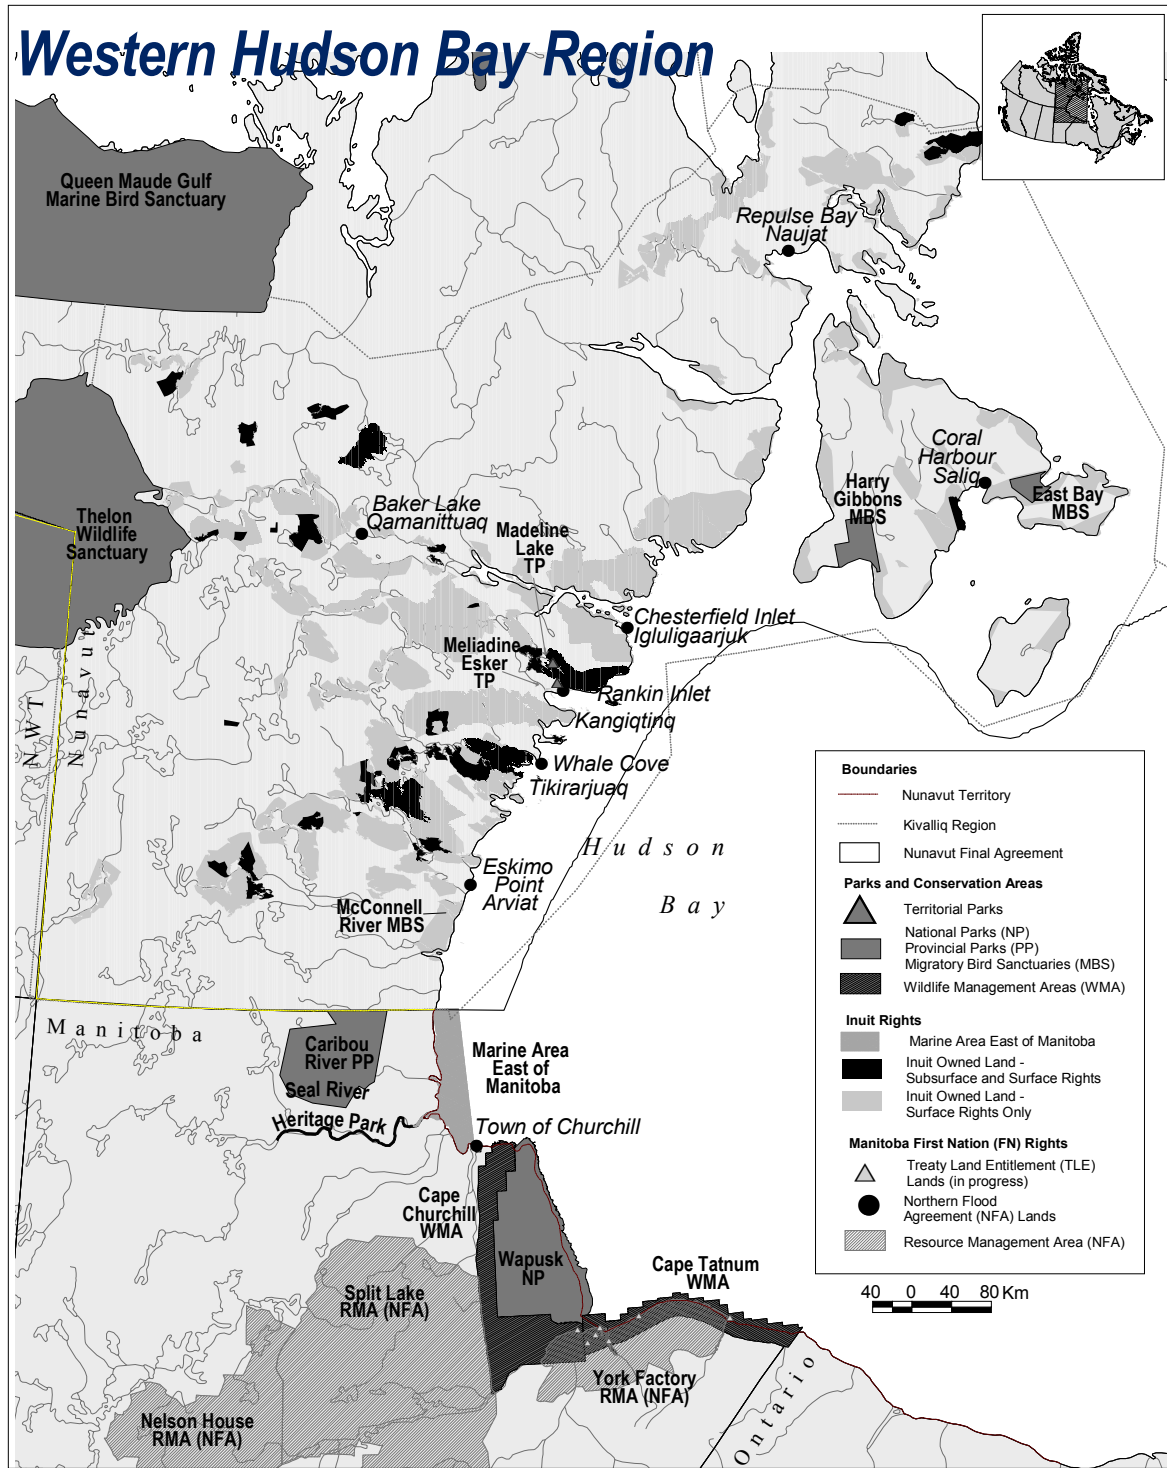 Western Hudson Bay Region
Queen Maude Gulf
Marine Bird Sanctuary
Repulse Bay
Naujat
Coral
Harbour
Saliq
Harry
Gibbons
MBS
East Bay
MBS
Thelon
Wildlife
Sanctuary
Baker Lake
Qamanittuaq
Madeline
Lake
TP
Chesterfield Inlet
Igluligaarjuk
Meliadine
Esker
TP
Rankin Inlet
Kangiqtinq
NWT
Nunavut
Whale Cove
Tikirarjuaq
Hudson
Bay
Eskimo
Point
Arviat
McConnell
River MBS
Manitoba
Caribou
River PP
Seal River
Heritage Park
Marine Area
East of
Manitoba
Town of Churchill
Cape
Churchill
WMA
Wapusk
NP
Cape Tatnum
WMA
Split Lake
RMA (NFA)
York Factory
RMA (NFA)
Nelson House
RMA (NFA)
Ontario
Boundaries
Nunavut Territory
Kivalliq Region
Nunavut Final Agreement
Parks and Conservation Areas
Territorial Parks
National Parks (NP)
Provincial Parks (PP)
Migratory Bird Sanctuaries (MBS)
Wildlife Management Areas (WMA)
Inuit Rights
Marine Area East of Manitoba
Inuit Owned Land -
Subsurface and Surface Rights
Inuit Owned Land -
Surface Rights Only
Manitoba First Nation (FN) Rights
Treaty Land Entitlement (TLE)
Lands (in progress)
Northern Flood
Agreement (NFA) Lands
Resource Management Area (NFA)
40 0 40 80 Km